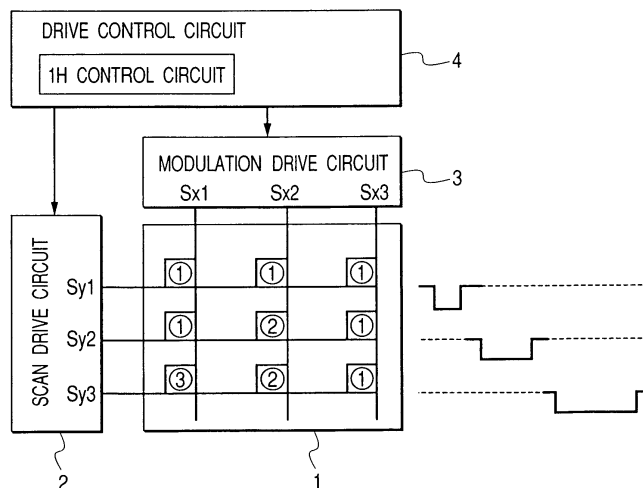 DRIVE CONTROL CIRCUIT
1H CONTROL CIRCUIT
4
MODULATION DRIVE CIRCUIT
Sx1 Sx2 Sx3
3
SCAN DRIVE CIRCUIT
Sy1 ① ① ①
Sy2 ① ② ①
Sy3 ③ ② ①
2
1